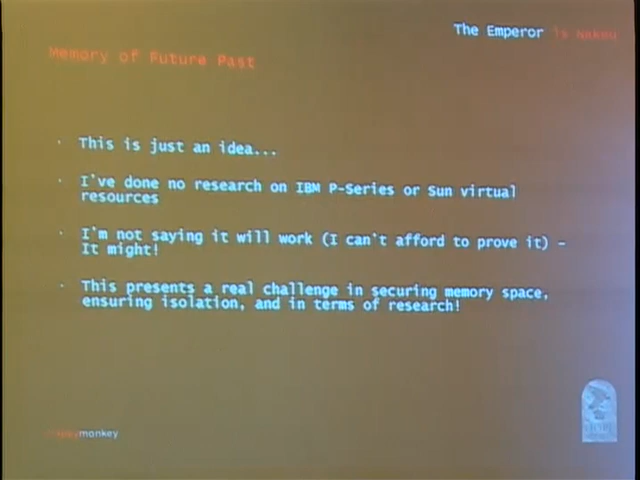 The Emperor is Naked
Memory of Future Past
· This is just an idea...
· I've done no research on IBM P-Series or Sun virtual
resources
· I'm not saying it will work (I can't afford to prove it) –
It might!
· This presents a real challenge in securing memory space,
ensuring isolation, and in terms of research!
monkey